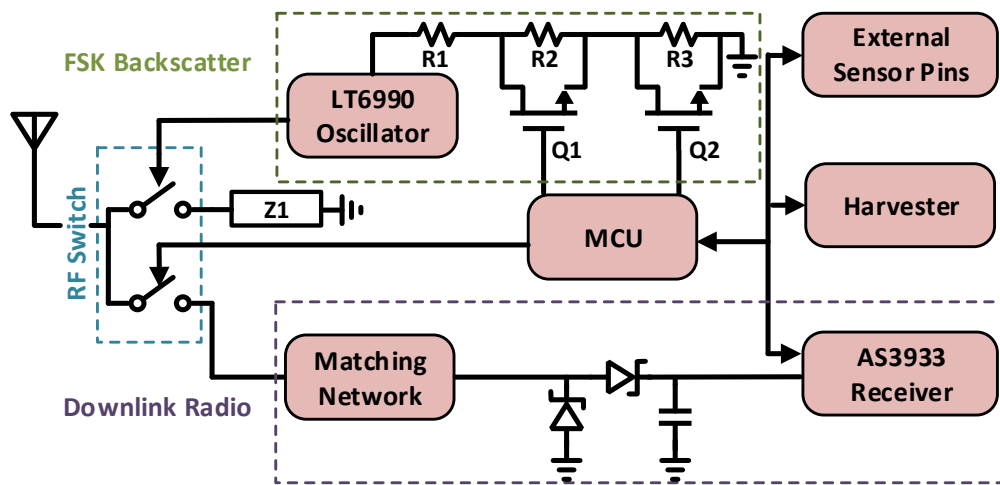 FSK Backscatter
R1
R2
R3
LT6990
Oscillator
Q1
Q2
External
Sensor Pins
RF Switch
Z1
MCU
Harvester
Downlink Radio
Matching
Network
AS3933
Receiver